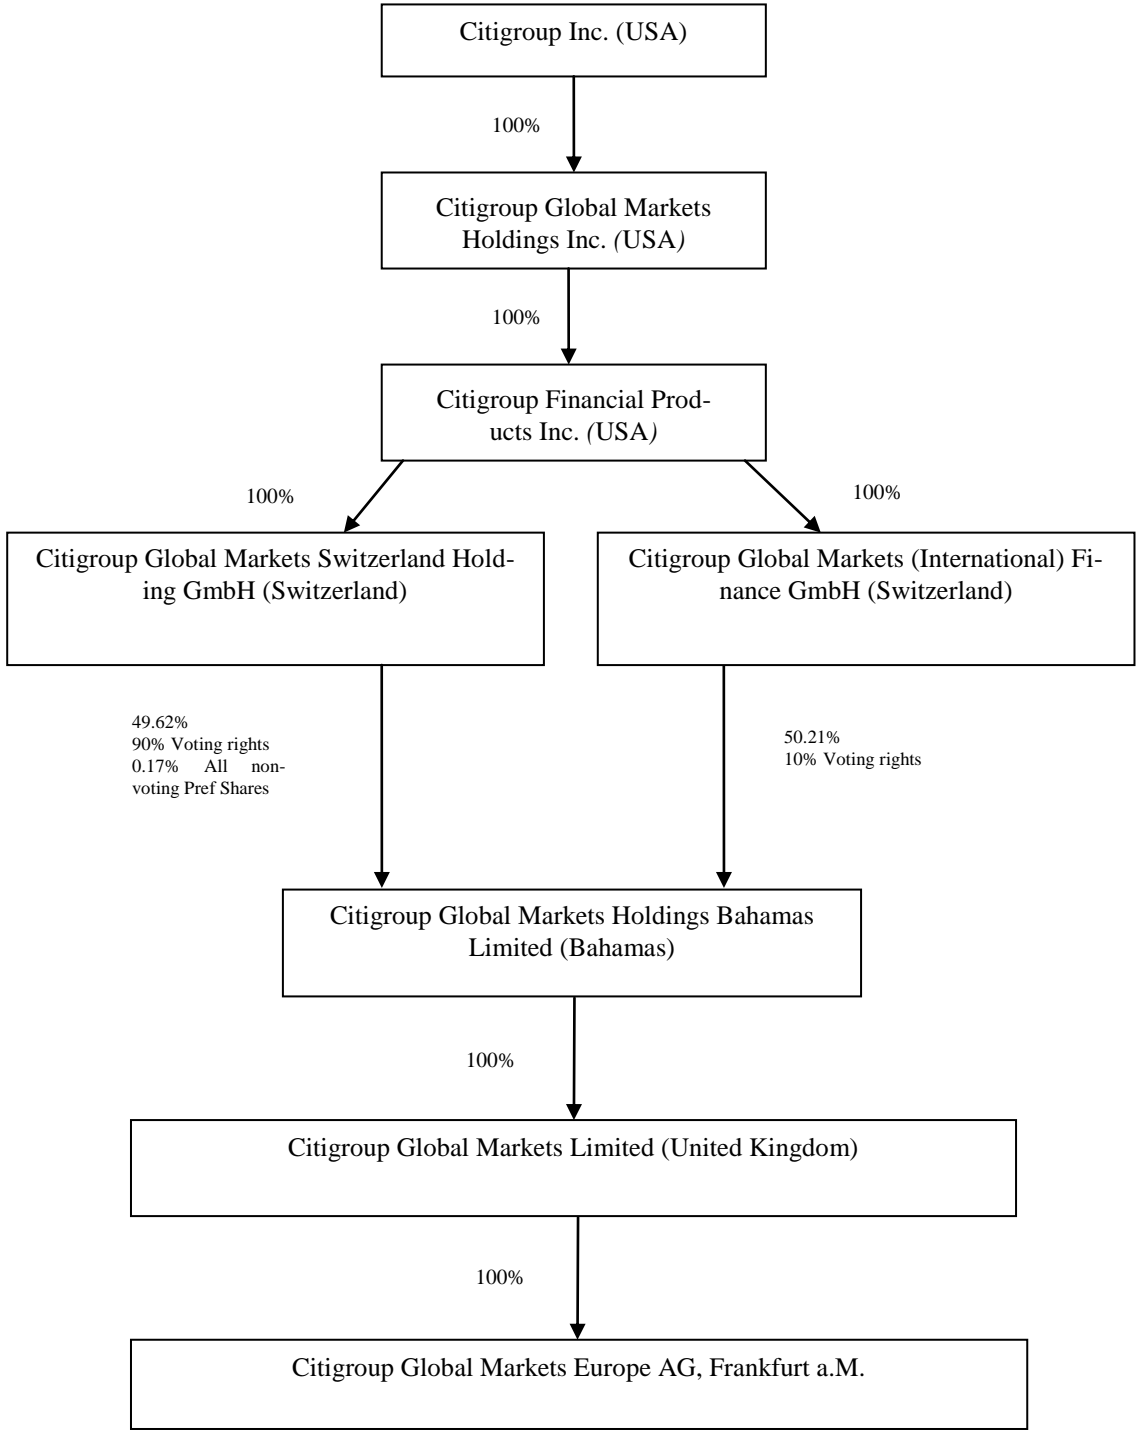 Citigroup Inc. (USA)
100%
Citigroup Global Markets
Holdings Inc. (USA)
100%
Citigroup Financial Prod-
ucts Inc. (USA)
100%
100%
Citigroup Global Markets Switzerland Hold-
ing GmbH (Switzerland)
Citigroup Global Markets (International) Fi-
nance GmbH (Switzerland)
49.62%
90% Voting rights
0.17% All non-
voting Pref Shares
50.21%
10% Voting rights
Citigroup Global Markets Holdings Bahamas
Limited (Bahamas)
100%
Citigroup Global Markets Limited (United Kingdom)
100%
Citigroup Global Markets Europe AG, Frankfurt a.M.